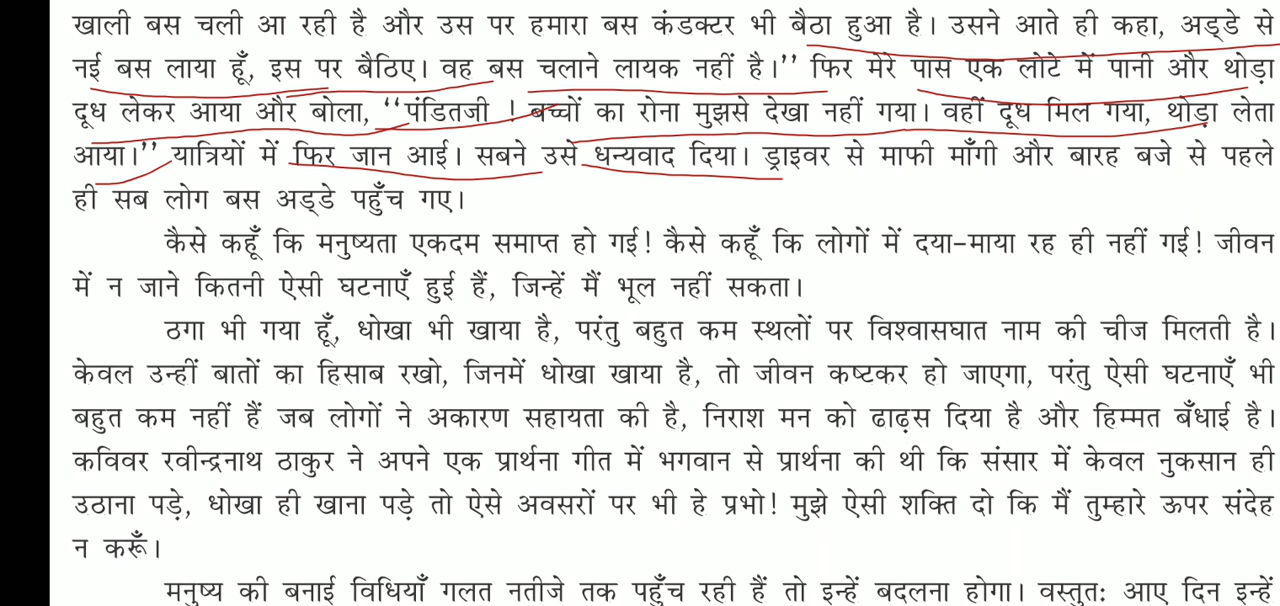 खाली बस चली आ रही है और उस पर हमारा बस कंडक्टर भी बैठा हुआ है। उसने आते ही कहा, अड्डे से
नई बस लाया हूँ, इस पर बैठिए। वह बस चलाने लायक नहीं है।’’ फिर मेरे पास एक लोटे में पानी और थोड़ा
दूध लेकर आया और बोला, ‘‘पंडितजी ! बच्चों का रोना मुझसे देखा नहीं गया। वहीं दूध मिल गया, थोड़ा लेता
आया।’’ यात्रियों में फिर जान आई। सबने उसे धन्यवाद दिया। ड्राइवर से माफी माँगी और बारह बजे से पहले
ही सब लोग बस अड्डे पहुँच गए।
कैसे कहूँ कि मनुष्यता एकदम समाप्त हो गई! कैसे कहूँ कि लोगों में दया-माया रह ही नहीं गई! जीवन
में न जाने कितनी ऐसी घटनाएँ हुई हैं, जिन्हें मैं भूल नहीं सकता।
ठगा भी गया हूँ, धोखा भी खाया है, परंतु बहुत कम स्थलों पर विश्वासघात नाम की चीज मिलती है।
केवल उन्हीं बातों का हिसाब रखो, जिनमें धोखा खाया है, तो जीवन कष्टकर हो जाएगा, परंतु ऐसी घटनाएँ भी
बहुत कम नहीं हैं जब लोगों ने अकारण सहायता की है, निराश मन को ढाढ़स दिया है और हिम्मत बँधाई है।
कविवर रवीन्द्रनाथ ठाकुर ने अपने एक प्रार्थना गीत में भगवान से प्रार्थना की थी कि संसार में केवल नुकसान ही
उठाना पड़े, धोखा ही खाना पड़े तो ऐसे अवसरों पर भी हे प्रभो! मुझे ऐसी शक्ति दो कि मैं तुम्हारे ऊपर संदेह
न करूँ।
मनुष्य की बनाई विधियाँ गलत नतीजे तक पहुँच रही हैं तो इन्हें बदलना होगा। वस्तुत: आए दिन इन्हें